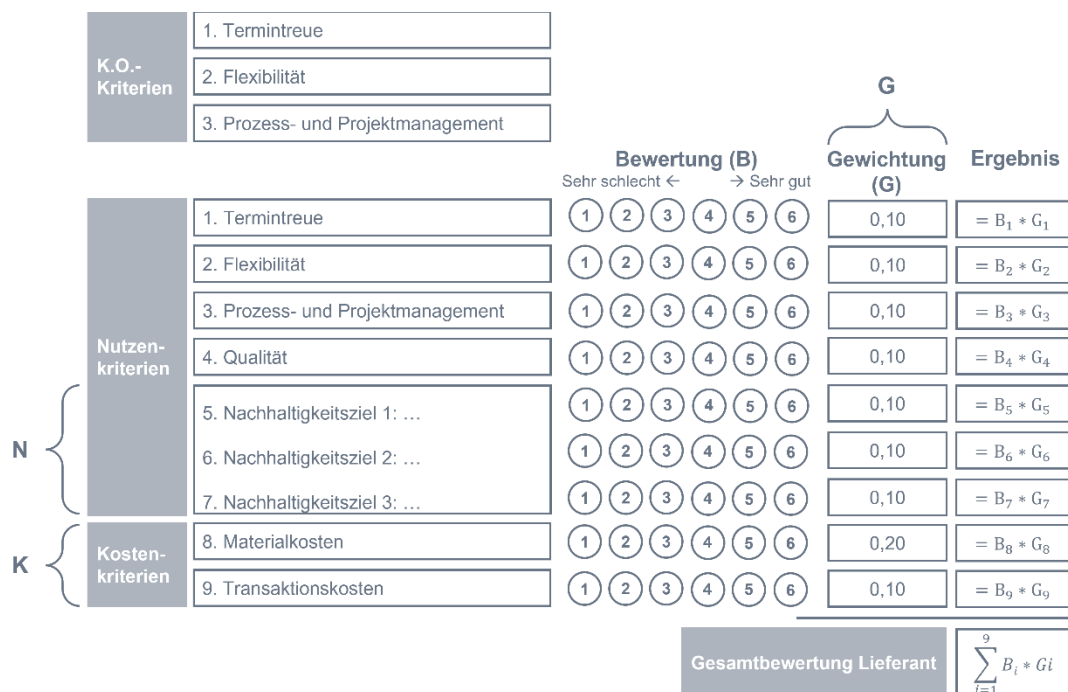 K.O.-
Kriterien
1. Termintreue
2. Flexibilität
3. Prozess- und Projektmanagement
G
Bewertung (B)
Sehr schlecht ← → Sehr gut
Gewichtung
(G)
Ergebnis
Nutzen-
kriterien
1. Termintreue 1 2 3 4 5 6 0,10 = B₁ * G₁
2. Flexibilität 1 2 3 4 5 6 0,10 = B₂ * G₂
3. Prozess- und Projektmanagement 1 2 3 4 5 6 0,10 = B₃ * G₃
4. Qualität 1 2 3 4 5 6 0,10 = B₄ * G₄
N
5. Nachhaltigkeitsziel 1: … 1 2 3 4 5 6 0,10 = B₅ * G₅
6. Nachhaltigkeitsziel 2: … 1 2 3 4 5 6 0,10 = B₆ * G₆
7. Nachhaltigkeitsziel 3: … 1 2 3 4 5 6 0,10 = B₇ * G₇
K
Kosten-
kriterien
8. Materialkosten 1 2 3 4 5 6 0,20 = B₈ * G₈
9. Transaktionskosten 1 2 3 4 5 6 0,10 = B₉ * G₉
Gesamtbewertung Lieferant
9
∑ Bᵢ * Gi
i=1